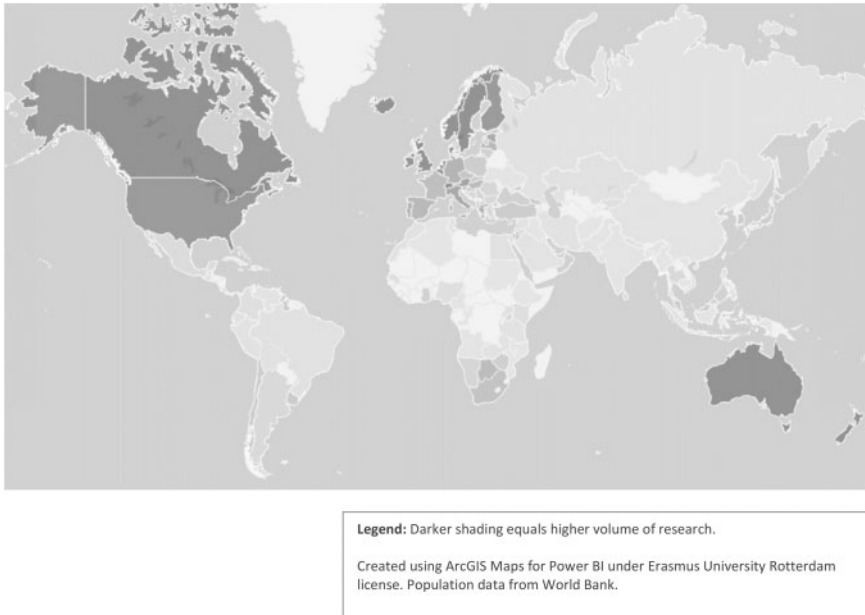 Legend: Darker shading equals higher volume of research.
Created using ArcGIS Maps for Power BI under Erasmus University Rotterdam
license. Population data from World Bank.